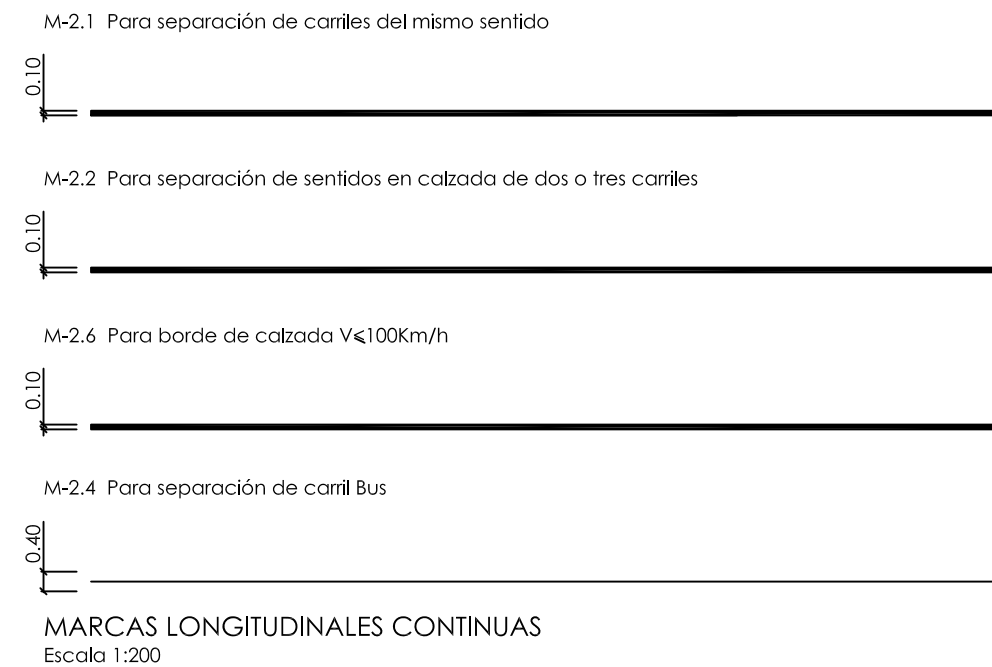 M-2.1 Para separación de carriles del mismo sentido
0.10
M-2.2 Para separación de sentidos en calzada de dos o tres carriles
0.10
M-2.6 Para borde de calzada V⩽100Km/h
0.10
M-2.4 Para separación de carril Bus
0.40
MARCAS LONGITUDINALES CONTINUAS
Escala 1:200